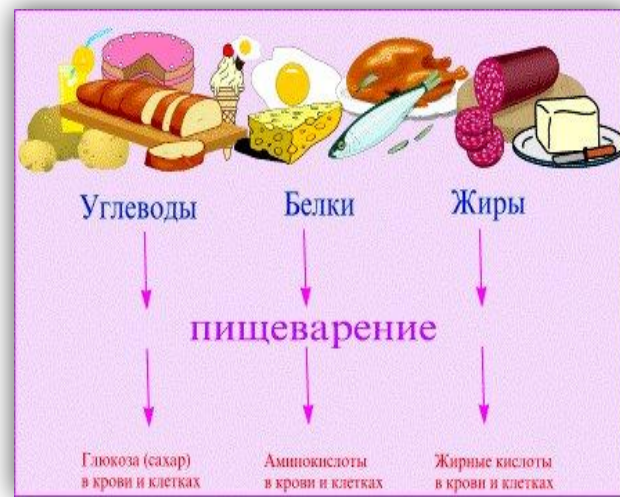 Углеводы Белки Жиры
пищеварение
Глюкоза (сахар) Аминокислоты Жирные кислоты
в крови и клетках в крови и клетках в крови и клетках